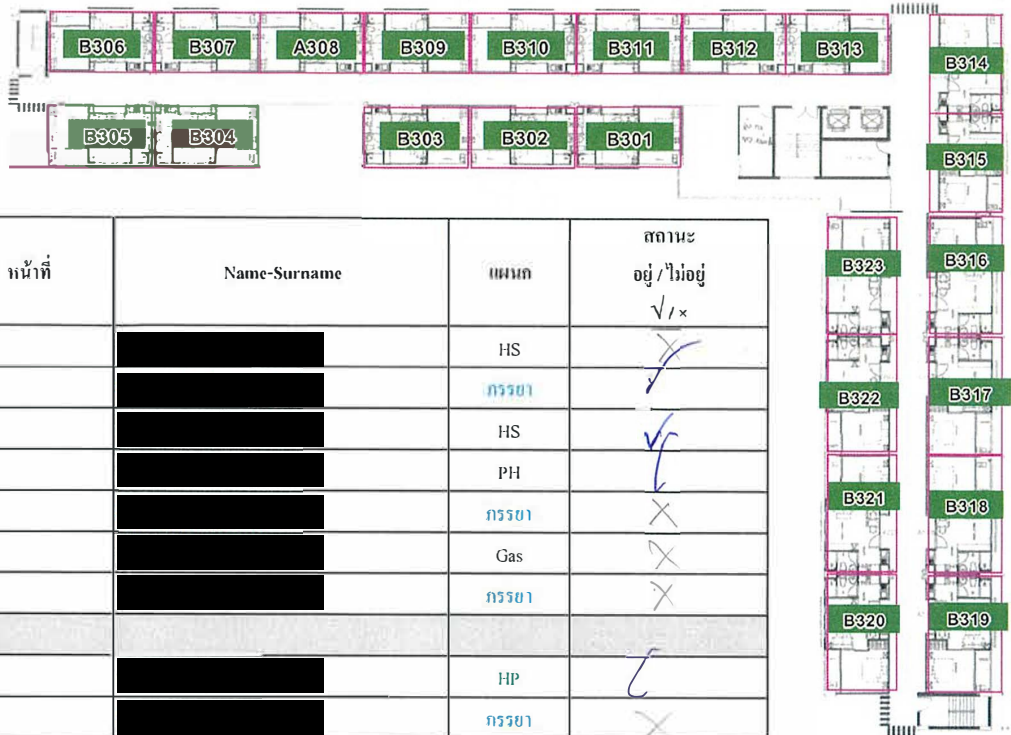 B306 B307 A308 B309 B310 B311 B312 B313
B314
B305 B304 B303 B302 B301
B315
หน้าที่ Name-Surname แผนก สถานะ
อยู่ / ไม่อยู่
√ / ×
B323 B316
HS ×
ภรรยา √
B322 B317
HS √
PH √
B321 B318
ภรรยา ×
Gas ×
ภรรยา ×
B320 B319
HP
ภรรยา ×